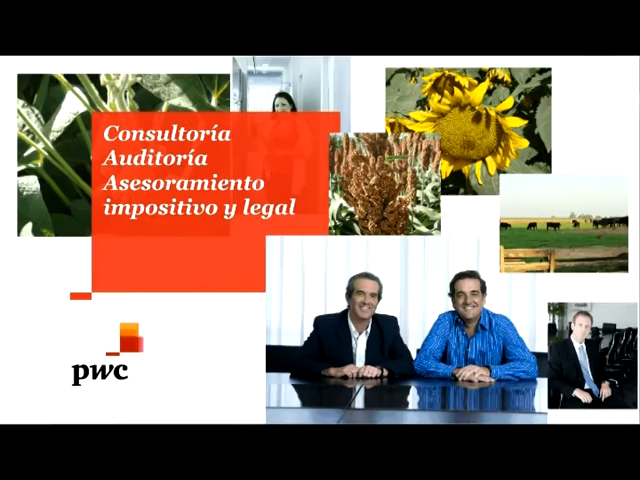 Consultoría
Auditoría
Asesoramiento
impositivo y legal
pwc